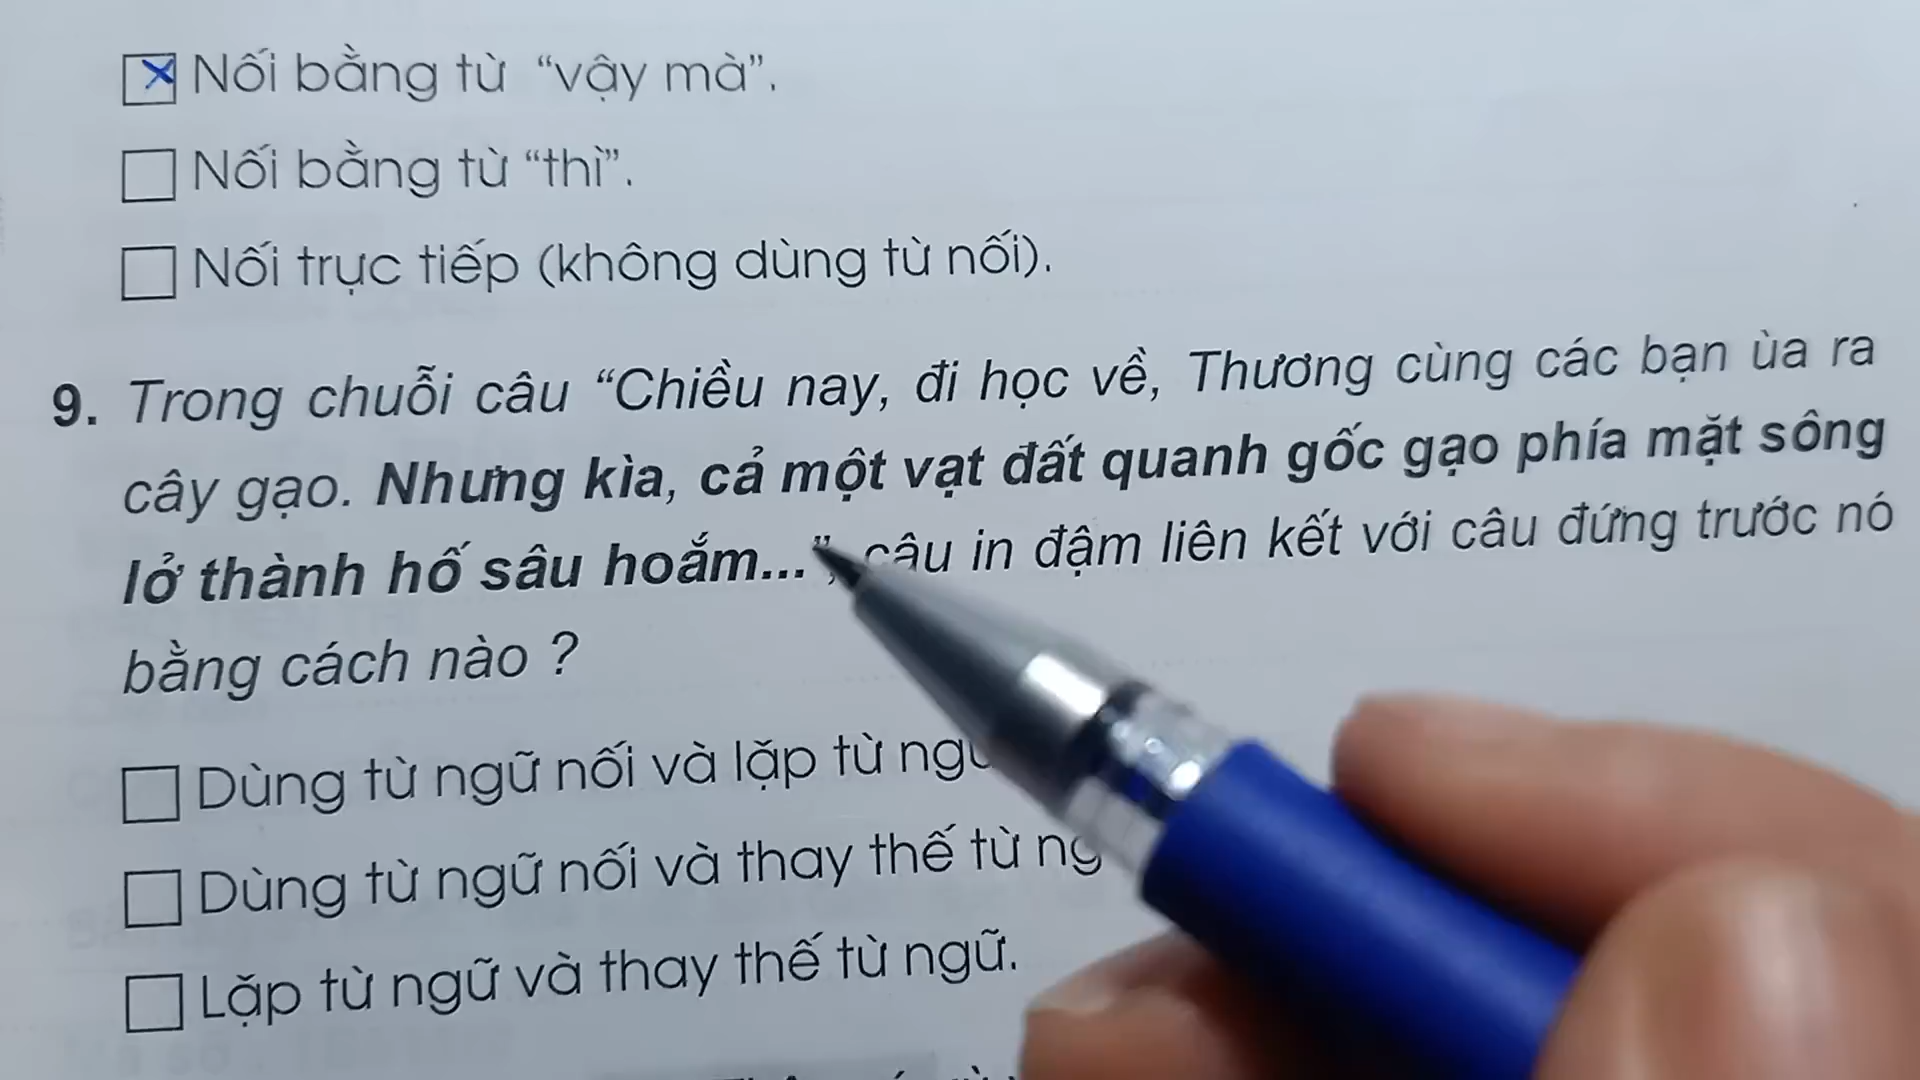 Nối bằng từ “vậy mà”.
Nối bằng từ “thì”.
Nối trực tiếp (không dùng từ nối).
9. Trong chuỗi câu “Chiều nay, đi học về, Thương cùng các bạn ùa ra
cây gạo. Nhưng kìa, cả một vạt đất quanh gốc gạo phía mặt sông
lở thành hố sâu hoắm...”, câu in đậm liên kết với câu đứng trước nó
bằng cách nào ?
Dùng từ ngữ nối và lặp từ
Dùng từ ngữ nối và thay thế từ
Lặp từ ngữ và thay thế từ ngữ.